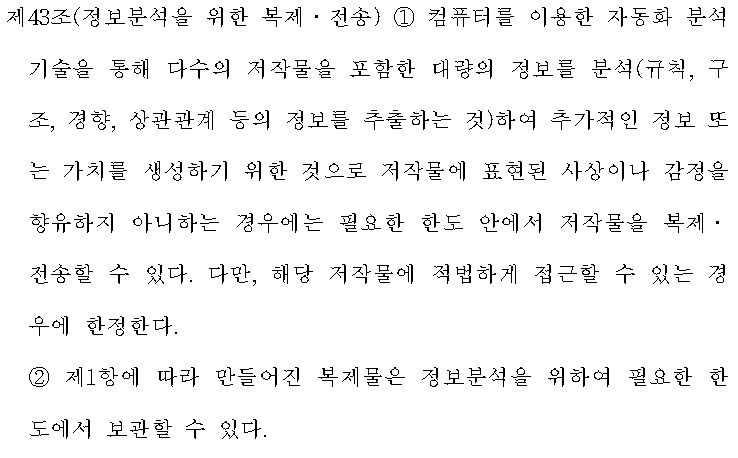 제43조(정보분석을 위한 복제·전송) ① 컴퓨터를 이용한 자동화 분석
기술을 통해 다수의 저작물을 포함한 대량의 정보를 분석(규칙, 구
조, 경향, 상관관계 등의 정보를 추출하는 것)하여 추가적인 정보 또
는 가치를 생성하기 위한 것으로 저작물에 표현된 사상이나 감정을
향유하지 아니하는 경우에는 필요한 한도 안에서 저작물을 복제·
전송할 수 있다. 다만, 해당 저작물에 적법하게 접근할 수 있는 경
우에 한정한다.
② 제1항에 따라 만들어진 복제물은 정보분석을 위하여 필요한 한
도에서 보관할 수 있다.